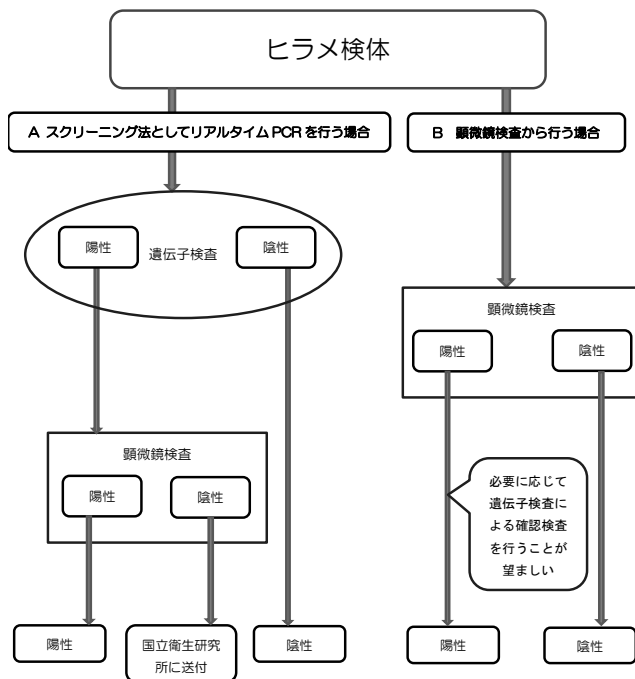 ヒラメ検体
A スクリーニング法としてリアルタイム PCR を行う場合
B 顕微鏡検査から行う場合
陽性
遺伝子検査
陰性
顕微鏡検査
陽性
陰性
顕微鏡検査
陽性
陰性
必要に応じて
遺伝子検査に
よる確認検査
を行うことが
望ましい
陽性
国立衛生研究
所に送付
陰性
陽性
陰性